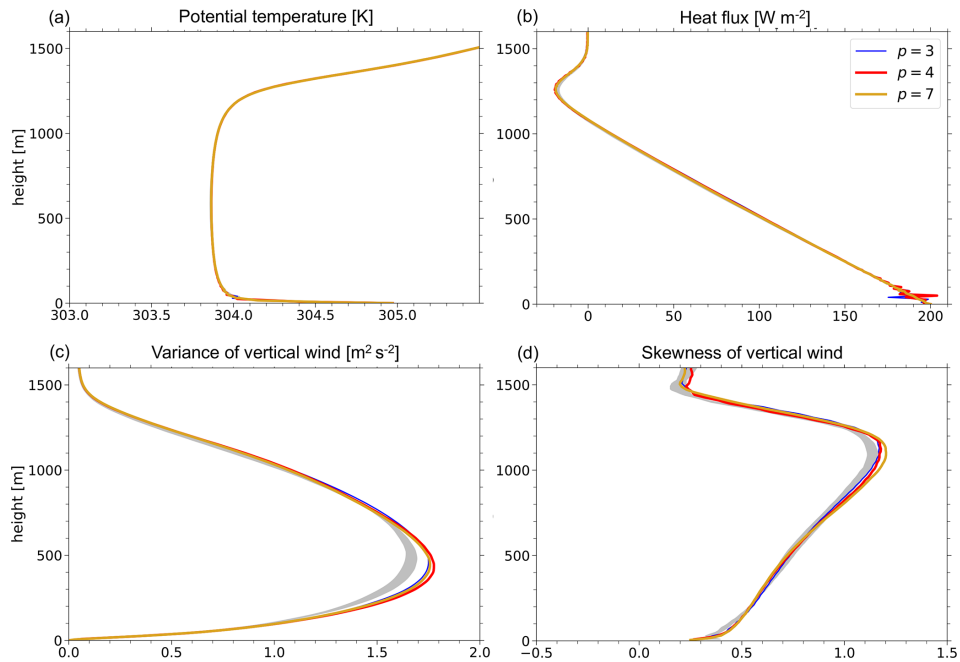 (a) Potential temperature [K]
1500
1000
500
0
height [m]
303.0 303.5 304.0 304.5 305.0
(b) Heat flux [W m-2]
p = 3
p = 4
p = 7
1500
1000
500
0
0 50 100 150 200
(c) Variance of vertical wind [m2 s-2]
1500
1000
500
0
height [m]
0.0 0.5 1.0 1.5 2.0
(d) Skewness of vertical wind
1500
1000
500
0
−0.5 0.0 0.5 1.0 1.5